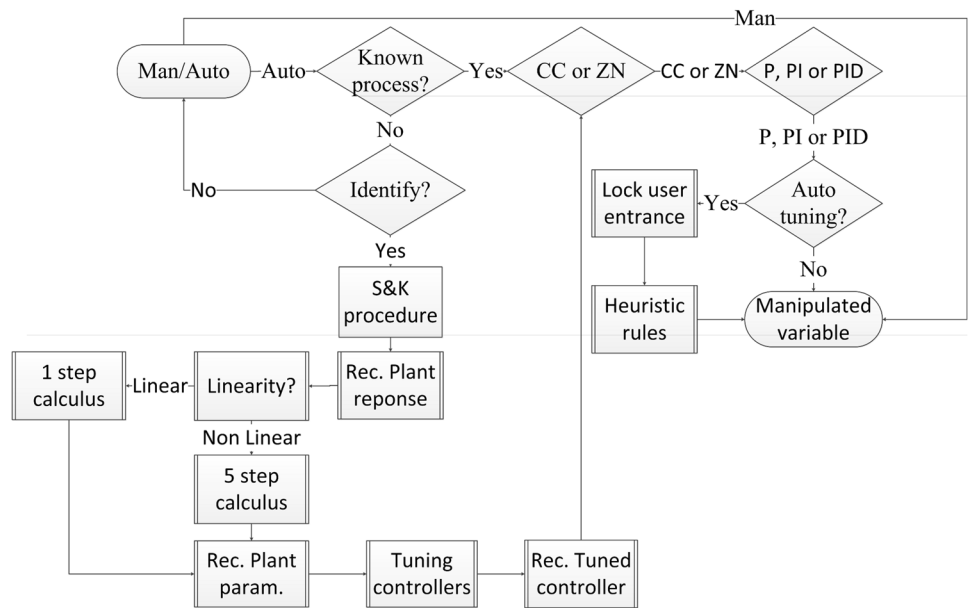 Man
Man/Auto
Auto
Known
process?
Yes
CC or ZN
CC or ZN
P, PI or PID
No
P, PI or PID
Identify?
No
Lock user
entrance
Yes
Auto
tuning?
Yes
No
S&K
procedure
Heuristic
rules
Manipulated
variable
1 step
calculus
Linear
Linearity?
Rec. Plant
reponse
Non Linear
5 step
calculus
Rec. Plant
param.
Tuning
controllers
Rec. Tuned
controller